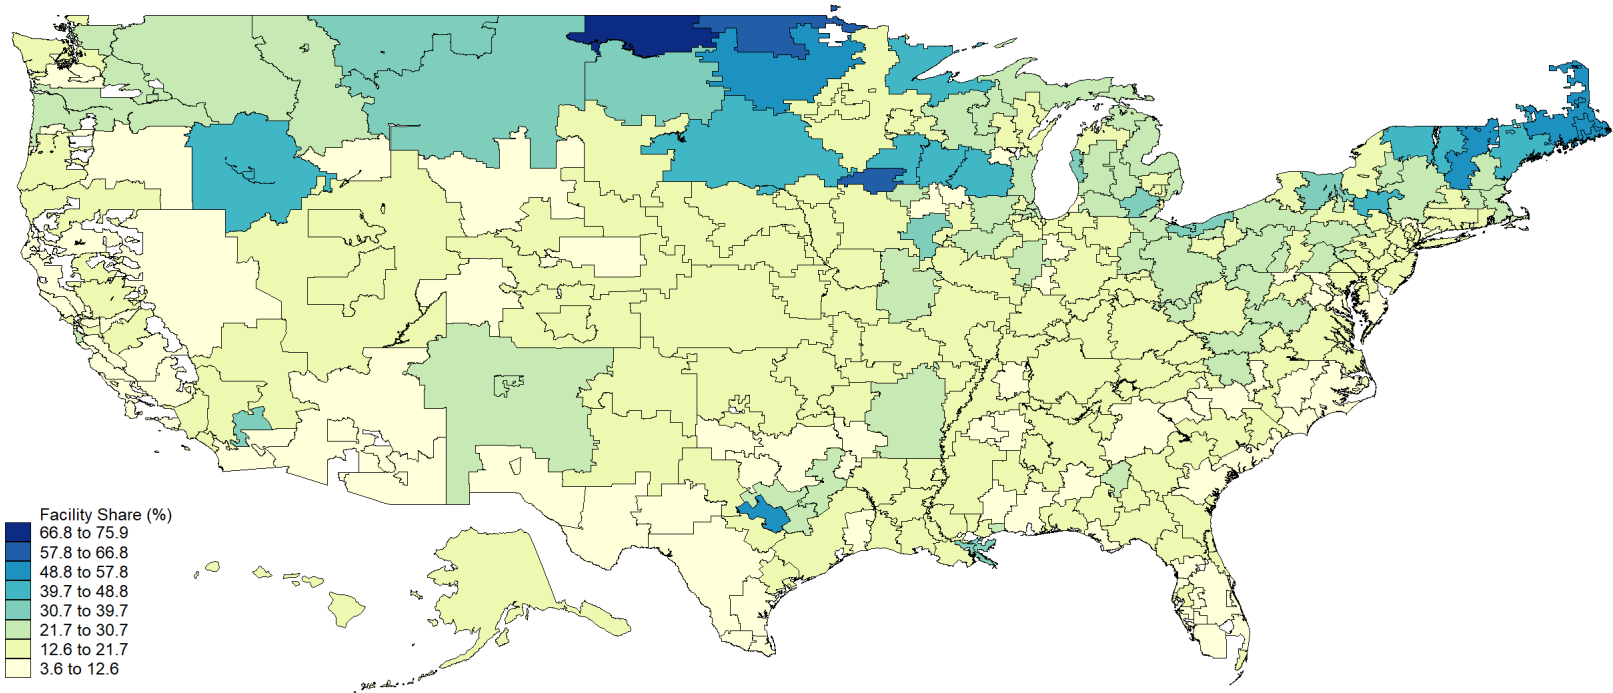 Facility Share (%)
66.8 to 75.9
57.8 to 66.8
48.8 to 57.8
39.7 to 48.8
30.7 to 39.7
21.7 to 30.7
12.6 to 21.7
3.6 to 12.6